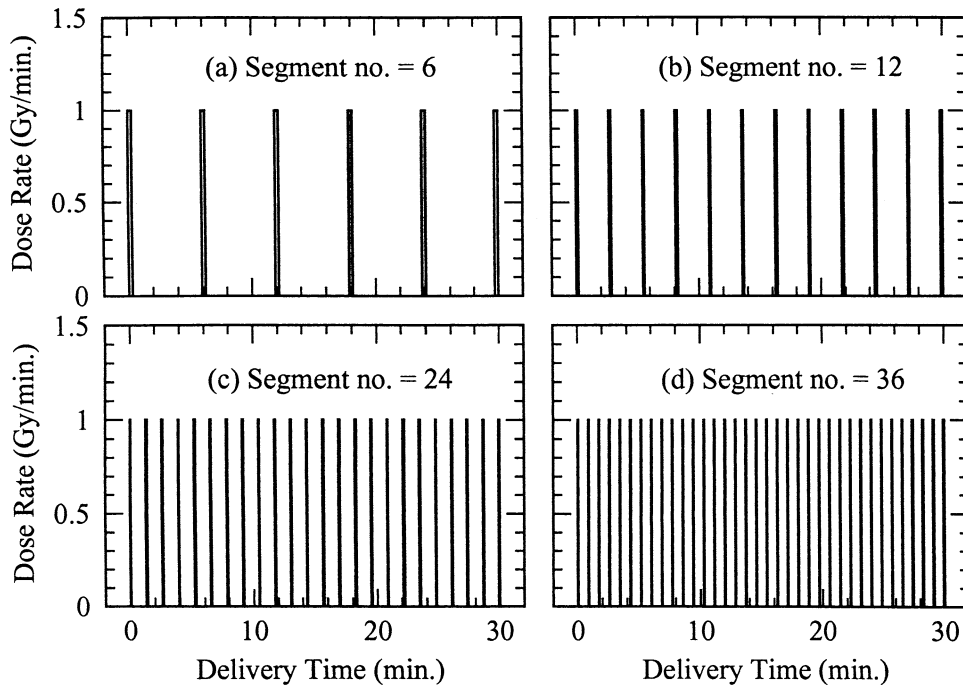 1.5
(a) Segment no. = 6
(b) Segment no. = 12
1
0.5
0
Dose Rate (Gy/min.)
1.5
(c) Segment no. = 24
(d) Segment no. = 36
1
0.5
0
Dose Rate (Gy/min.)
0 10 20 30 0 10 20 30
Delivery Time (min.) Delivery Time (min.)